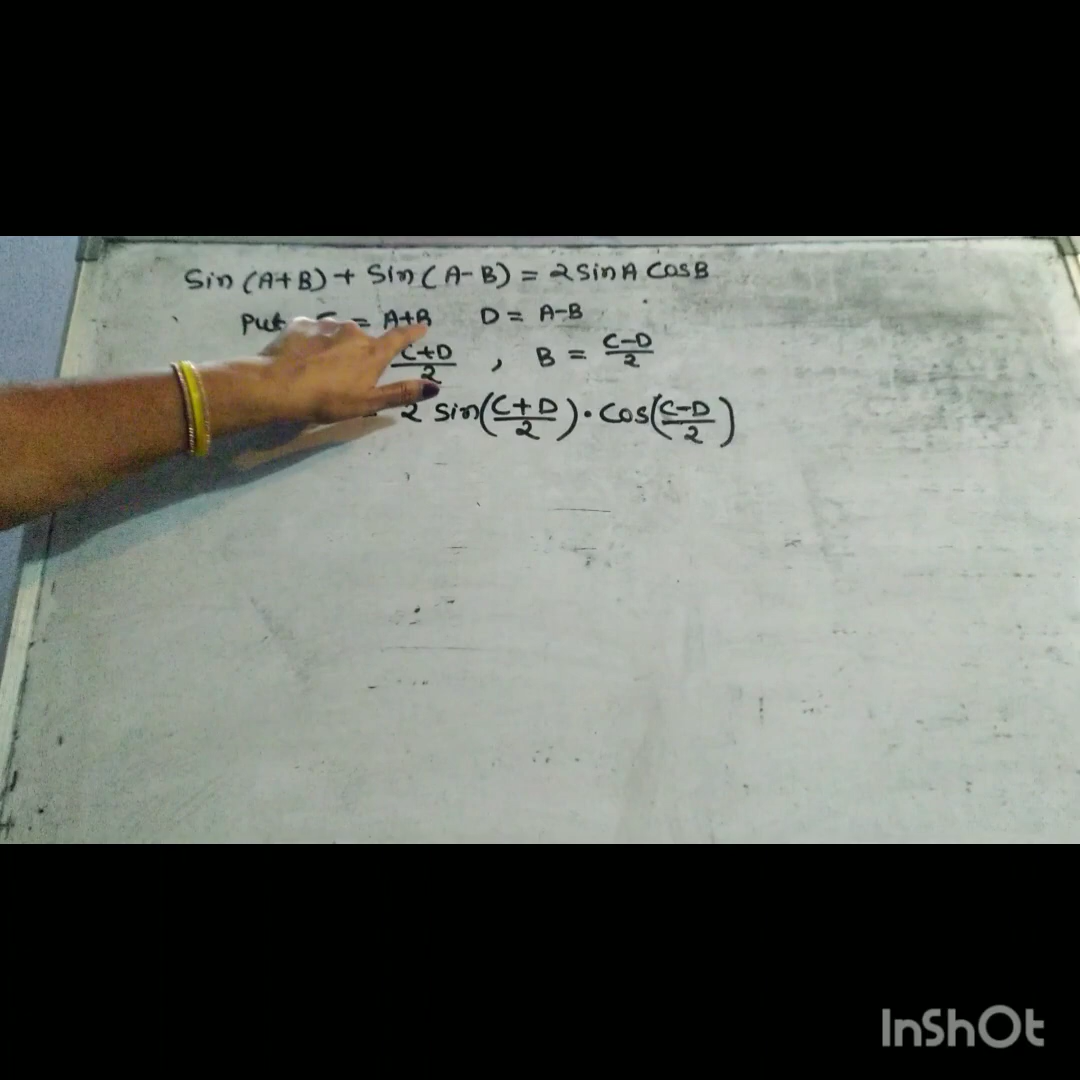 Sin (A+B) + Sin (A-B) = 2 Sin A Cos B
Put = A+B D = A-B
C+D/2 , B = C-D/2
2 Sin(C+D/2) · Cos(C-D/2)
InShOt